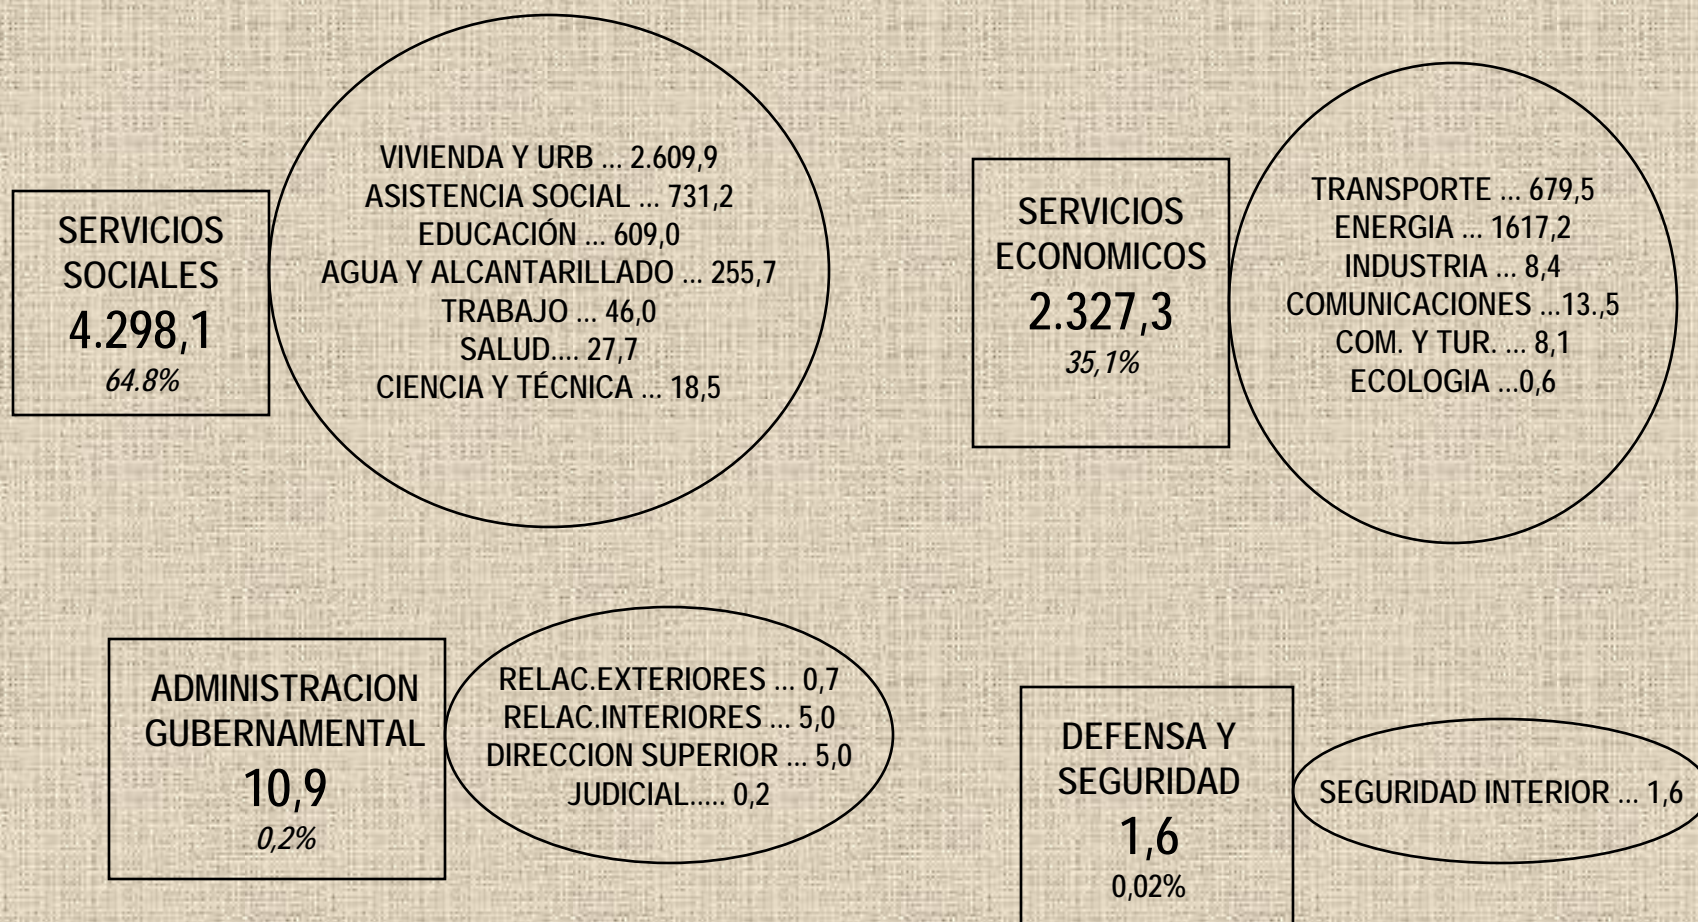 SERVICIOS
SOCIALES
4.298,1
64.8%
VIVIENDA Y URB ... 2.609,9
ASISTENCIA SOCIAL ... 731,2
EDUCACIÓN ... 609,0
AGUA Y ALCANTARILLADO ... 255,7
TRABAJO ... 46,0
SALUD.... 27,7
CIENCIA Y TÉCNICA ... 18,5
SERVICIOS
ECONOMICOS
2.327,3
35,1%
TRANSPORTE ... 679,5
ENERGIA ... 1617,2
INDUSTRIA ... 8,4
COMUNICACIONES ...13.,5
COM. Y TUR. ... 8,1
ECOLOGIA ...0,6
ADMINISTRACION
GUBERNAMENTAL
10,9
0,2%
RELAC.EXTERIORES ... 0,7
RELAC.INTERIORES ... 5,0
DIRECCION SUPERIOR ... 5,0
JUDICIAL..... 0,2
DEFENSA Y
SEGURIDAD
1,6
0,02%
SEGURIDAD INTERIOR ... 1,6